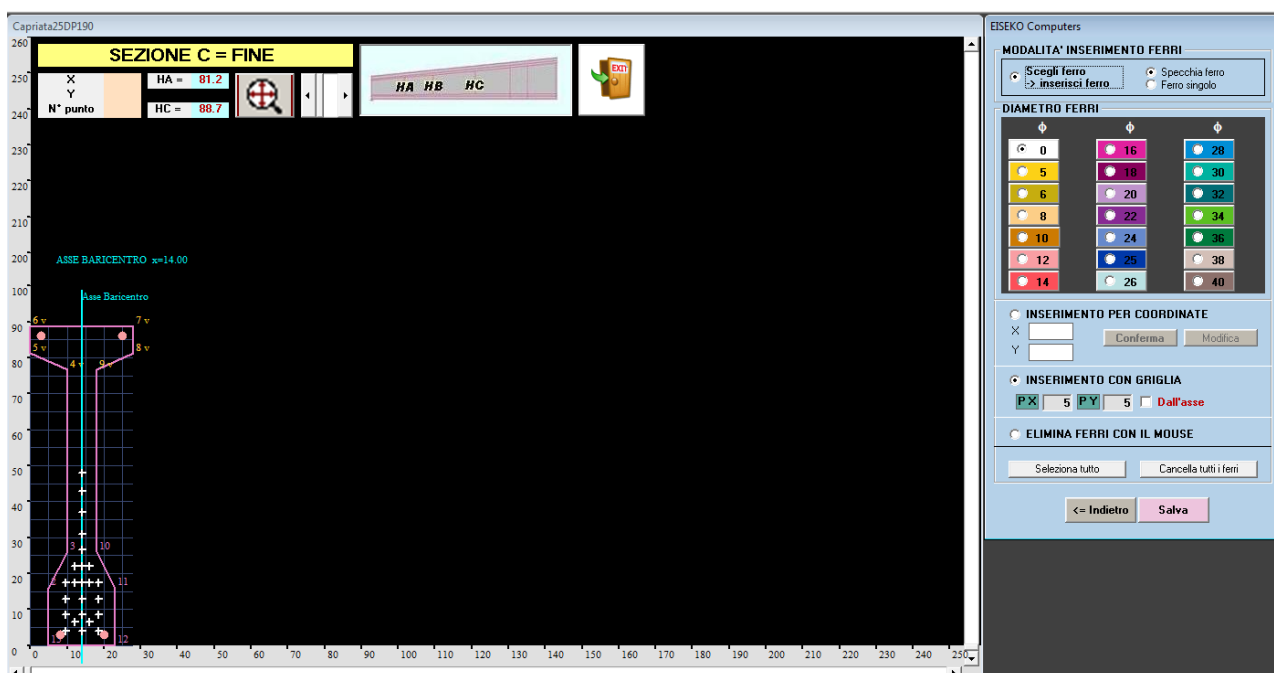 Capriata25DP190
SEZIONE C = FINE
X
Y
N° punto
HA = 81.2
HC = 88.7
HA HB HC
EXIT
260
250
240
230
220
210
200
100
90
80
70
60
50
40
30
20
10
0
ASSE BARICENTRO x=14.00
Asse Baricentro
6 v
7 v
5 v
8 v
4 v
9 v
3
10
2
11
13
12
0 10 20 30 40 50 60 70 80 90 100 110 120 130 140 150 160 170 180 190 200 210 220 230 240 250
EISEKO Computers
MODALITA' INSERIMENTO FERRI
Scegli ferro
-> inserisci ferro
Specchia ferro
Ferro singolo
DIAMETRO FERRI
ϕ ϕ ϕ
0 16 28
5 18 30
6 20 32
8 22 34
10 24 36
12 25 38
14 26 40
INSERIMENTO PER COORDINATE
X
Y
Conferma
Modifica
INSERIMENTO CON GRIGLIA
PX 5 PY 5 Dall'asse
ELIMINA FERRI CON IL MOUSE
Seleziona tutto
Cancella tutti i ferri
<= Indietro
Salva